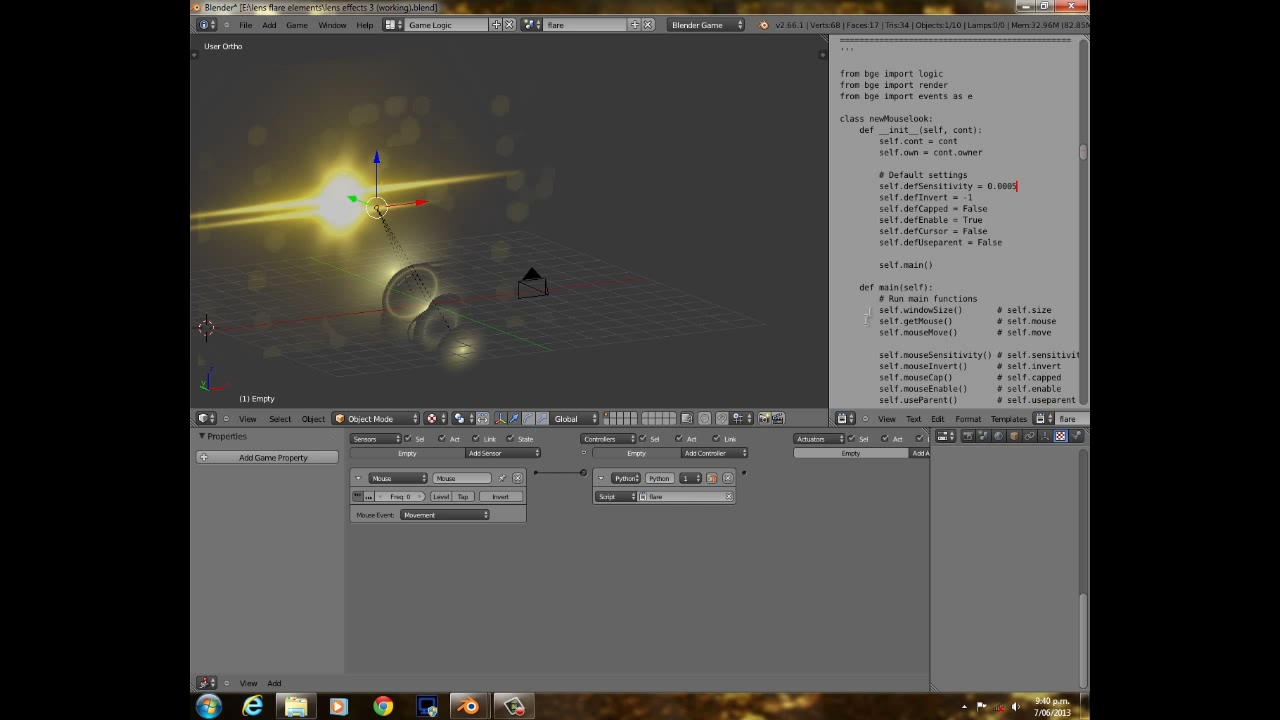 Blender* [E:\lens flare elements\lens effects 3 (working).blend]
File Add Game Help Game Logic flare Blender Game v2.66.1 | Verts:68 | Faces:17 | Tris:34 | Objects:1/10 | Lamps:0/0 | Mem:32.96M (82.85M
User Ortho
=============================================
'''
from bge import logic
from bge import render
from bge import events as e
class newMouselook:
def __init__(self, cont):
self.cont = cont
self.own = cont.owner
# Default settings
self.defSensitivity = 0.0005
self.defInvert = -1
self.defCapped = False
self.defEnable = True
self.defCursor = False
self.defUseparent = False
self.main()
def main(self):
# Run main functions
self.windowSize() # self.size
self.getMouse() # self.mouse
self.mouseMove() # self.move
self.mouseSensitivity() # self.sensitivit
self.mouseInvert() # self.invert
self.mouseCap() # self.capped
self.mouseEnable() # self.enable
self.useParent() # self.useparent
(1) Empty
View Select Object Object Mode Global View Text Edit Format Templates flare
Properties
Add Game Property
Sensors Sel Act Link State Controllers Sel Act Link Actuators Sel Act
Empty Add Sensor Empty Add Controller Empty Add A
Mouse Mouse Python Python 1
Freq: 0 Level Tap Invert Script flare
Mouse Event: Movement
View Add
9:40 p.m.
7/06/2013